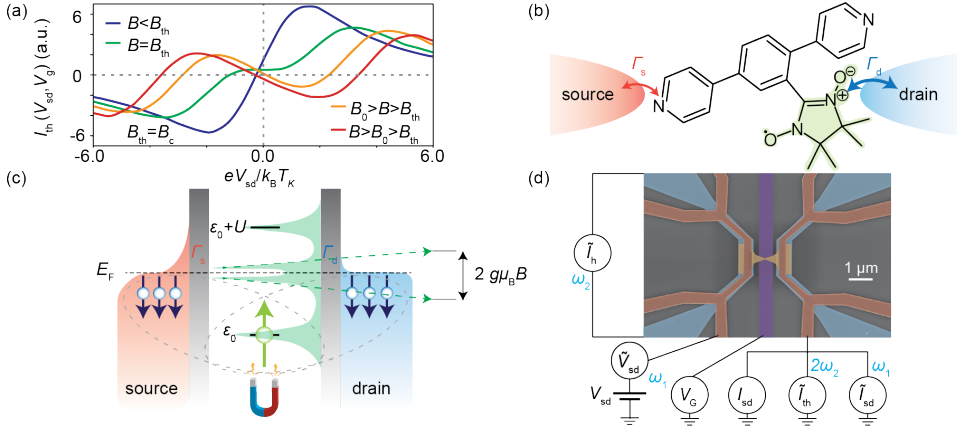 (a)
I_th (V_sd, V_g) (a.u.)
6
0
-6
B<B_th
B=B_th
B_th=B_c
B_0>B>B_th
B>B_0>B_th
-6.0
0.0
6.0
eV_sd/k_BT_K
(b)
Γ_s
source
N
N
N
N
O
O
⊖
⊕
Γ_d
drain
(c)
Γ_s
Γ_d
ε_0+U
E_F
2 gμ_BB
ε_0
source
drain
(d)
Ĩ_h
ω_2
1 μm
Ṽ_sd
ω_1
2ω_2
ω_1
V_sd
V_G
I_sd
Ĩ_th
Ĩ_sd